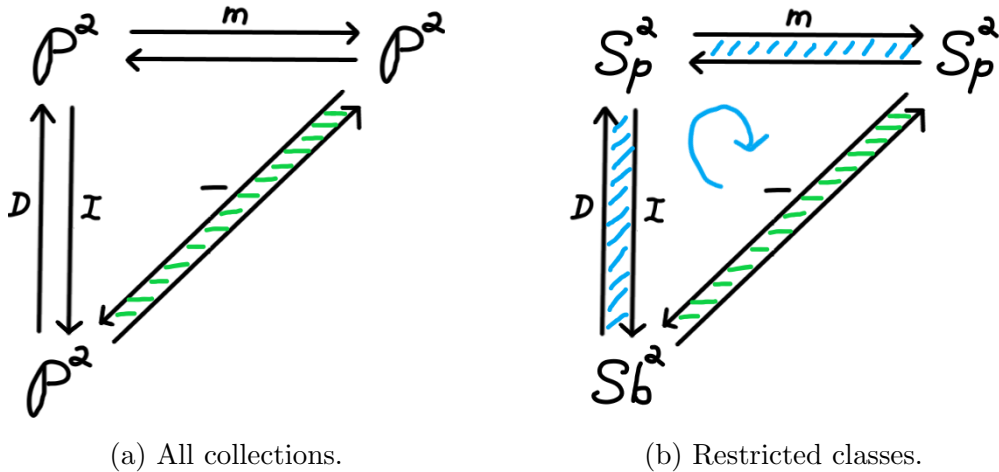 m m
P² P² Sₚ² Sₚ²
D I − D I −
P² Sb²
(a) All collections. (b) Restricted classes.